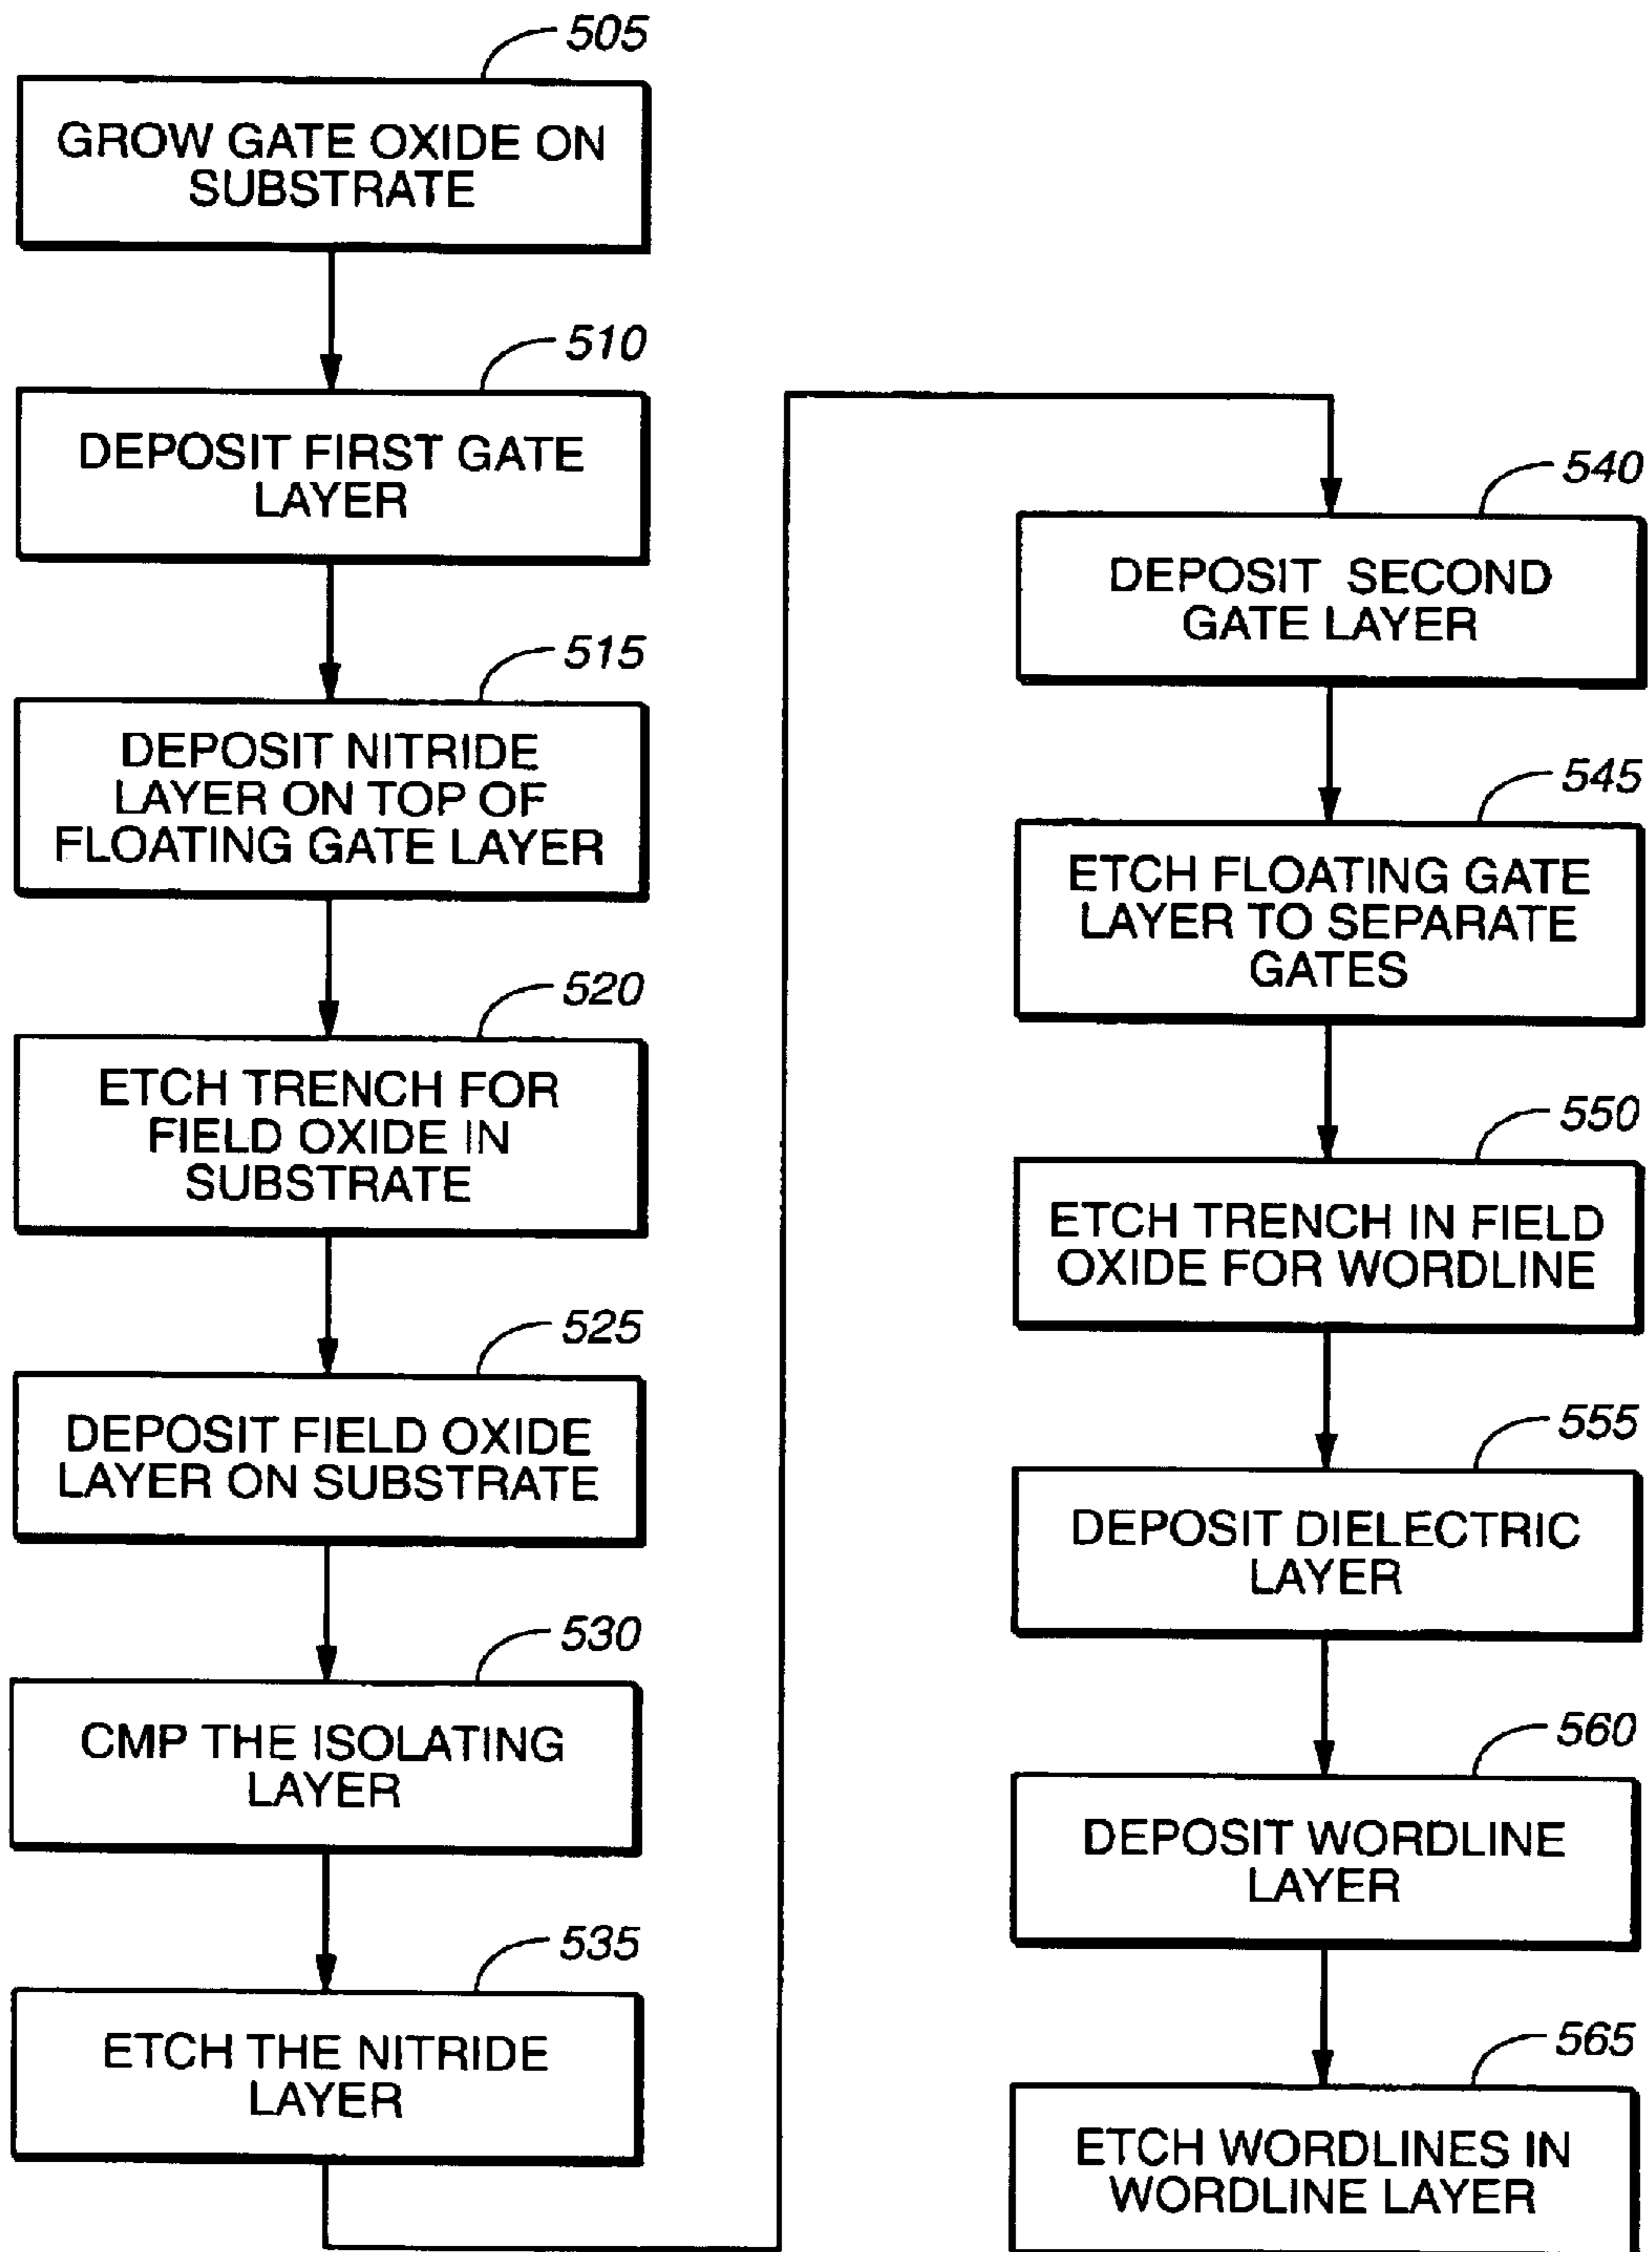 505
GROW GATE OXIDE ON
SUBSTRATE
510
DEPOSIT FIRST GATE
LAYER
515
DEPOSIT NITRIDE
LAYER ON TOP OF
FLOATING GATE LAYER
520
ETCH TRENCH FOR
FIELD OXIDE IN
SUBSTRATE
525
DEPOSIT FIELD OXIDE
LAYER ON SUBSTRATE
530
CMP THE ISOLATING
LAYER
535
ETCH THE NITRIDE
LAYER
540
DEPOSIT SECOND
GATE LAYER
545
ETCH FLOATING GATE
LAYER TO SEPARATE
GATES
550
ETCH TRENCH IN FIELD
OXIDE FOR WORDLINE
555
DEPOSIT DIELECTRIC
LAYER
560
DEPOSIT WORDLINE
LAYER
565
ETCH WORDLINES IN
WORDLINE LAYER